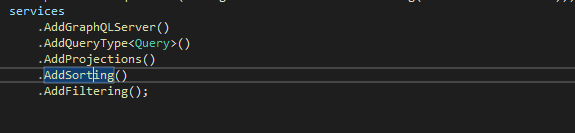 services
.AddGraphQLServer()
.AddQueryType<Query>()
.AddProjections()
.AddSorting()
.AddFiltering();